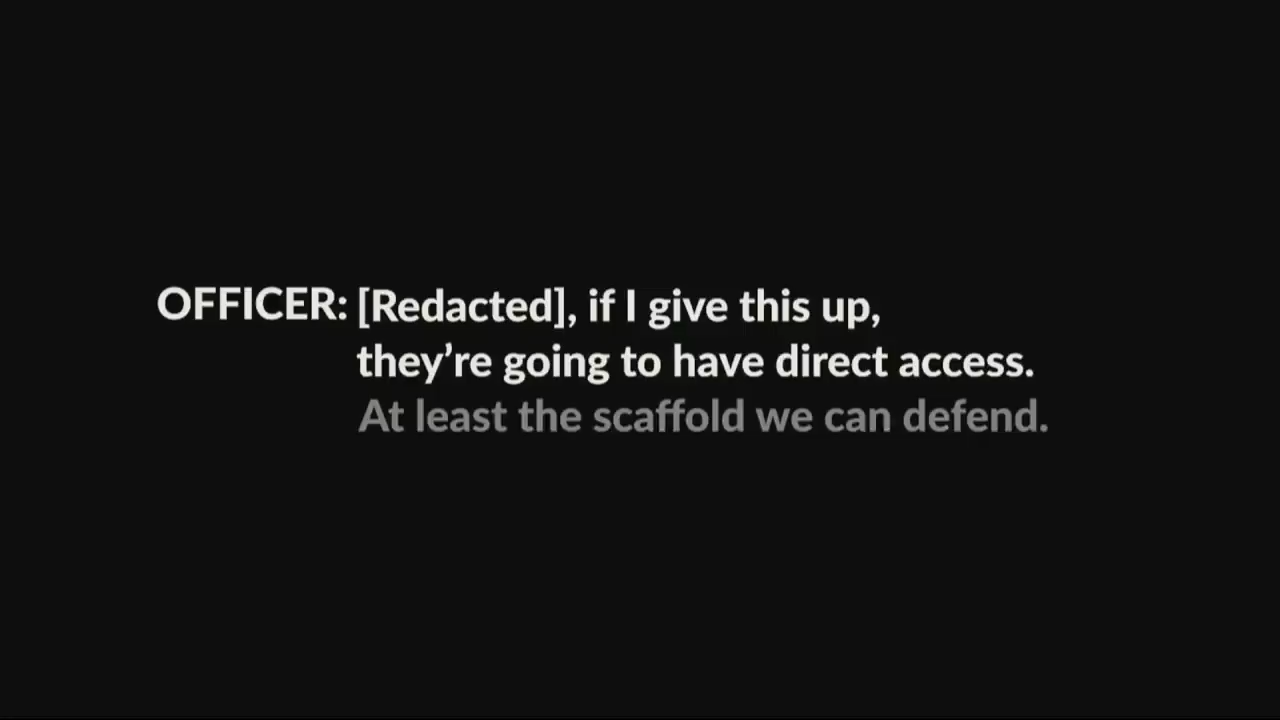 OFFICER: [Redacted], if I give this up,
they’re going to have direct access.
At least the scaffold we can defend.